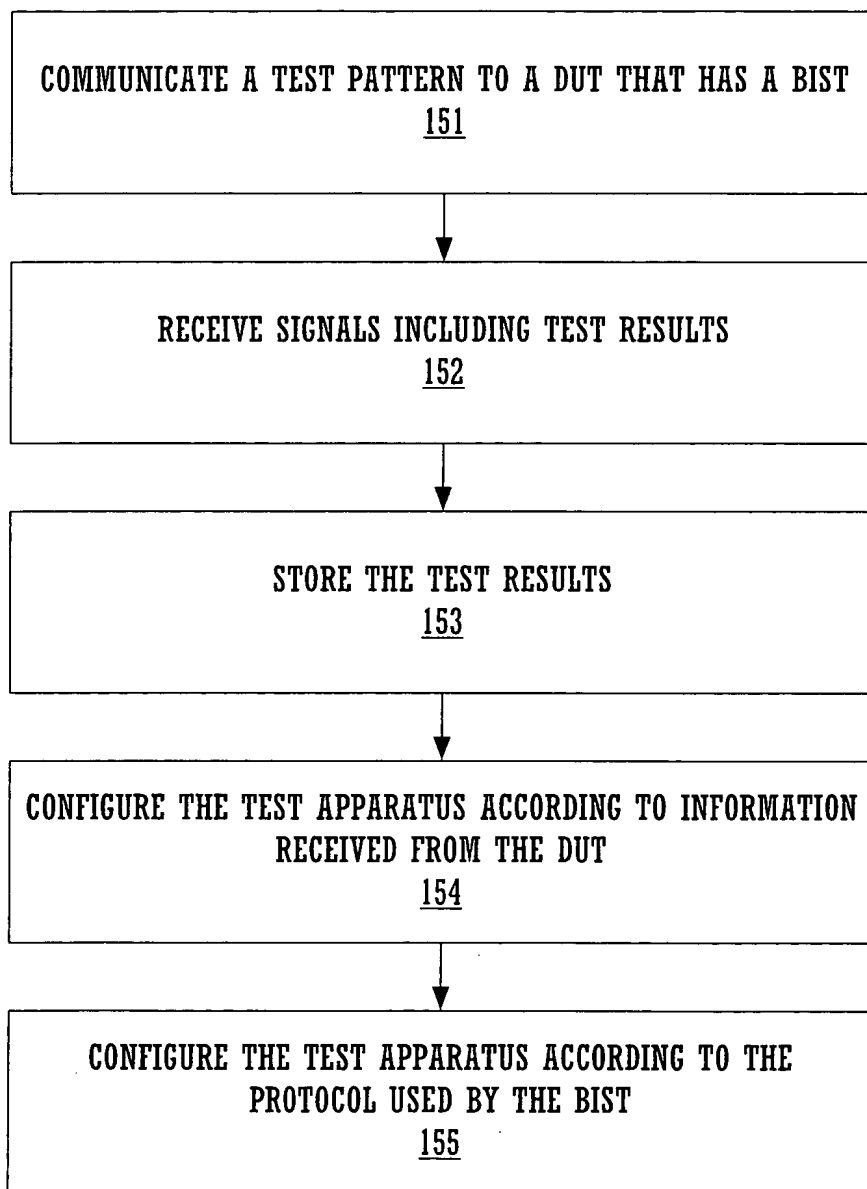 COMMUNICATE A TEST PATTERN TO A DUT THAT HAS A BIST
151
RECEIVE SIGNALS INCLUDING TEST RESULTS
152
STORE THE TEST RESULTS
153
CONFIGURE THE TEST APPARATUS ACCORDING TO INFORMATION
RECEIVED FROM THE DUT
154
CONFIGURE THE TEST APPARATUS ACCORDING TO THE
PROTOCOL USED BY THE BIST
155